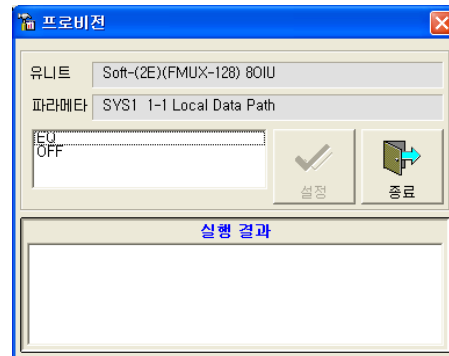 프로비전
유니트 Soft-(2E)(FMUX-128) 8OIU
파라메타 SYS1 1-1 Local Data Path
EQ
OFF
설정
종료
실행 결과